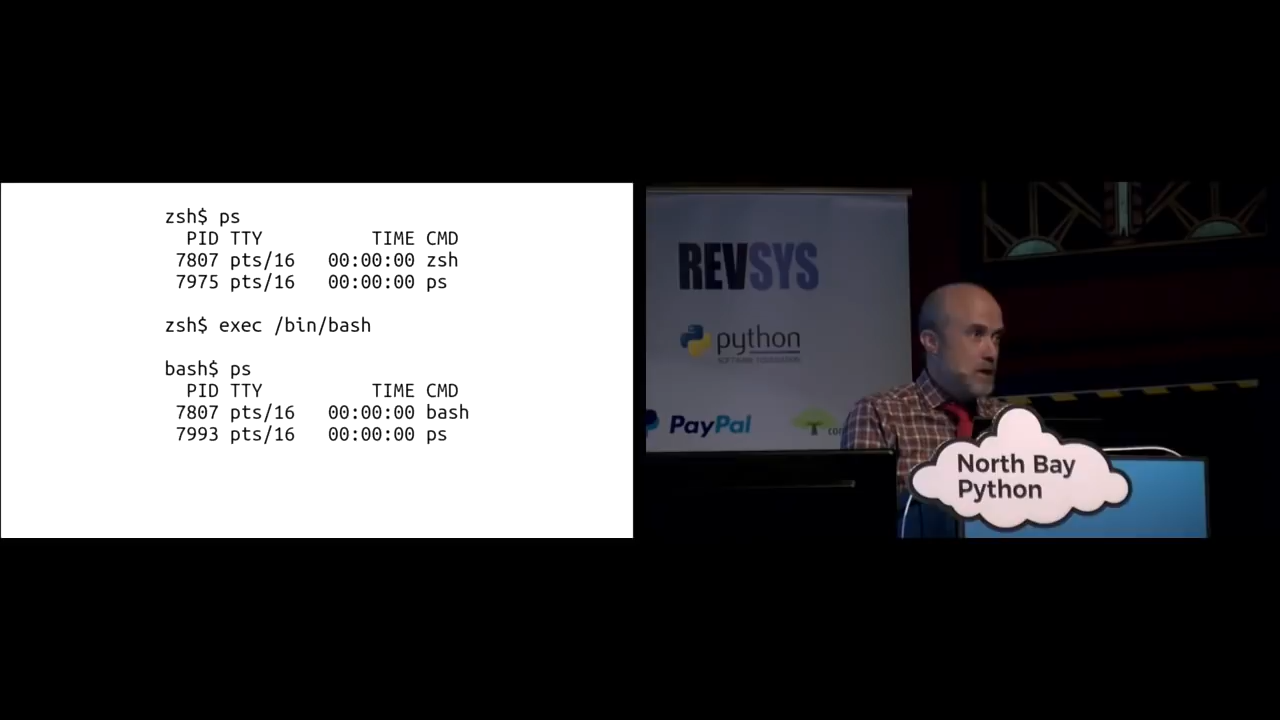 zsh$ ps
PID TTY TIME CMD
7807 pts/16 00:00:00 zsh
7975 pts/16 00:00:00 ps
zsh$ exec /bin/bash
bash$ ps
PID TTY TIME CMD
7807 pts/16 00:00:00 bash
7993 pts/16 00:00:00 ps
REVSYS
python
SOFTWARE FOUNDATION
PayPal
North Bay
Python